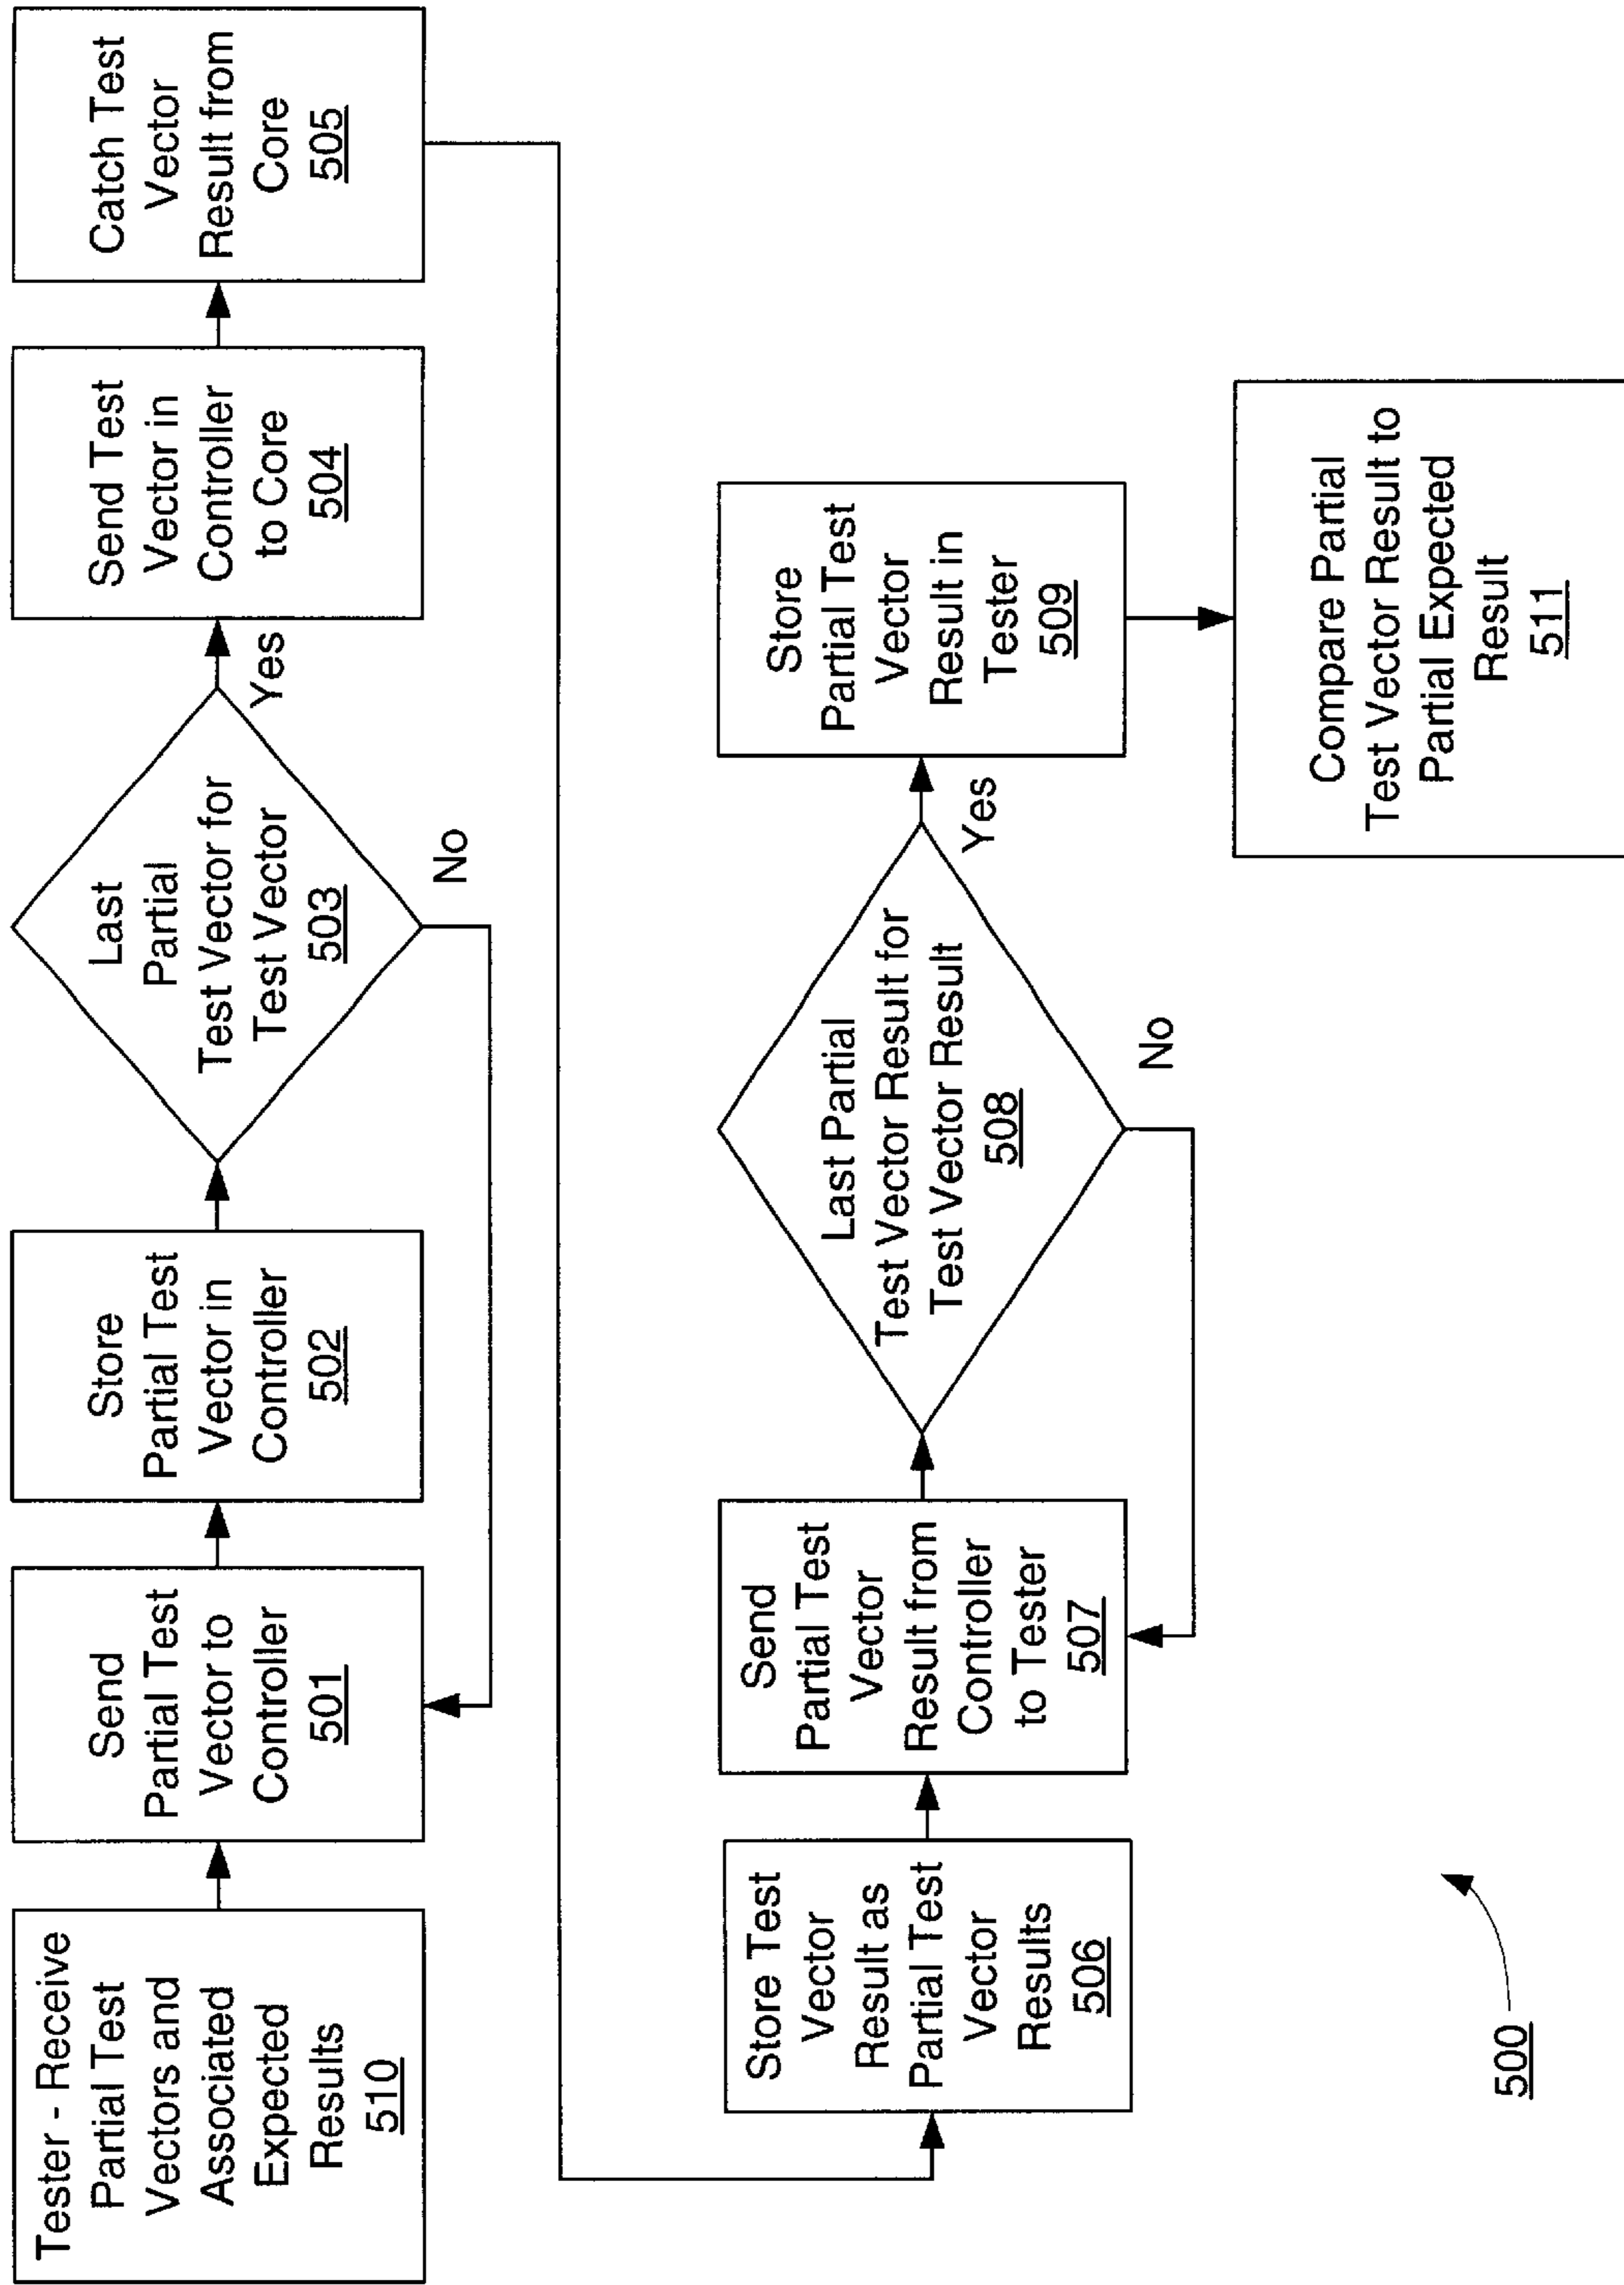 Tester - Receive
Partial Test
Vectors and
Associated
Expected
Results
510
Send
Partial Test
Vector to
Controller
501
Store
Partial Test
Vector in
Controller
502
Last
Partial
Test Vector for
Test Vector
503
Yes
No
Send Test
Vector in
Controller
to Core
504
Catch Test
Vector
Result from
Core
505
Store Test
Vector
Result as
Partial Test
Vector
Results
506
Send
Partial Test
Vector
Result from
Controller
to Tester
507
Last Partial
Test Vector Result for
Test Vector Result
508
Yes
No
Store
Partial Test
Vector
Result in
Tester
509
Compare Partial
Test Vector Result to
Partial Expected
Result
511
500